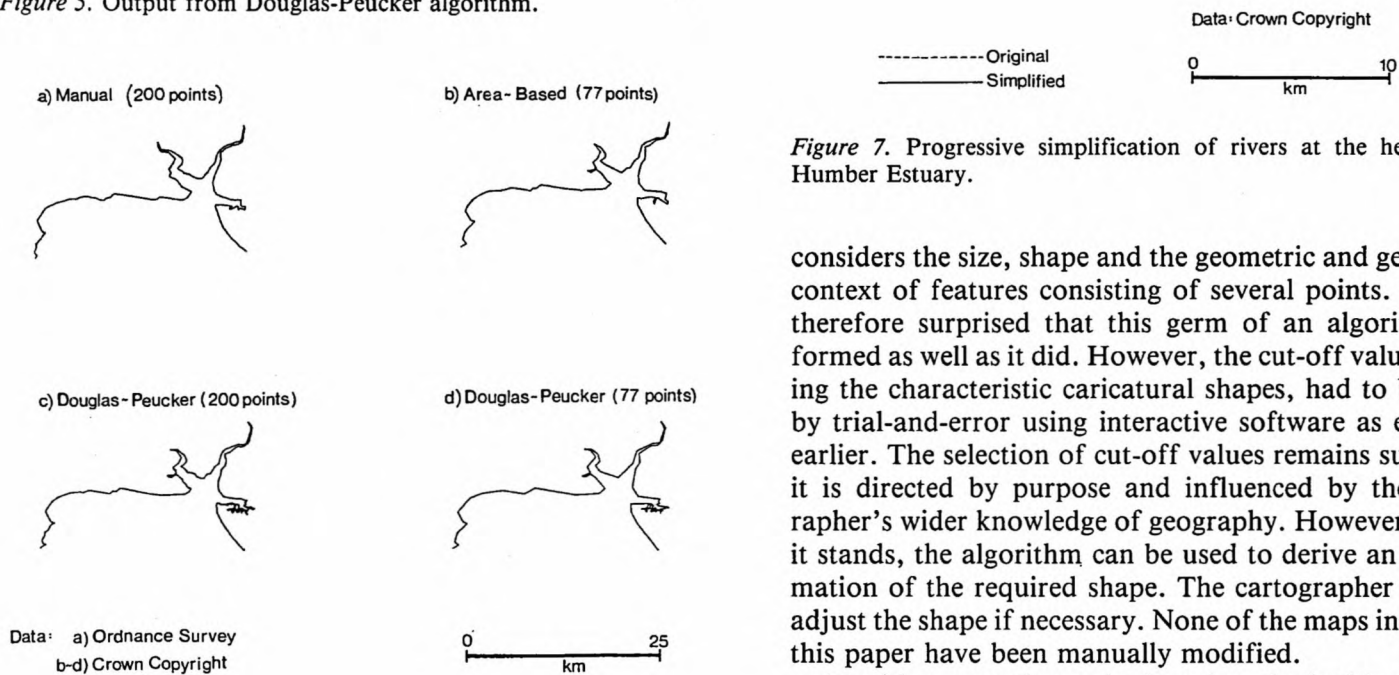 Figure 5. Output from Douglas-Peucker algorithm.
a) Manual (200 points)
b) Area-Based (77 points)
c) Douglas-Peucker (200 points)
d) Douglas-Peucker (77 points)
Data: a) Ordnance Survey
b-d) Crown Copyright
0 25
km
Data: Crown Copyright
Original
Simplified
0 10
km
Figure 7. Progressive simplification of rivers at the he
Humber Estuary.
considers the size, shape and the geometric and ge
context of features consisting of several points.
therefore surprised that this germ of an algori
formed as well as it did. However, the cut-off valu
ing the characteristic caricatural shapes, had to
by trial-and-error using interactive software as e
earlier. The selection of cut-off values remains su
it is directed by purpose and influenced by the
rapher's wider knowledge of geography. However
it stands, the algorithm can be used to derive an
mation of the required shape. The cartographer
adjust the shape if necessary. None of the maps in
this paper have been manually modified.